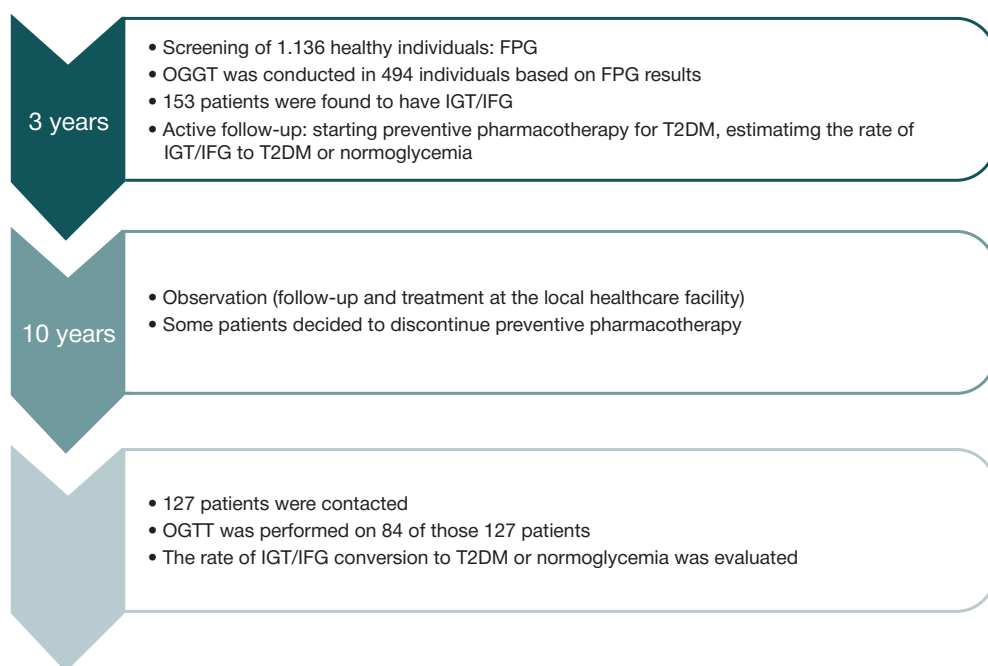 3 years
• Screening of 1.136 healthy individuals: FPG
• OGGT was conducted in 494 individuals based on FPG results
• 153 patients were found to have IGT/IFG
• Active follow-up: starting preventive pharmacotherapy for T2DM, estimatimg the rate of
IGT/IFG to T2DM or normoglycemia
10 years
• Observation (follow-up and treatment at the local healthcare facility)
• Some patients decided to discontinue preventive pharmacotherapy
• 127 patients were contacted
• OGTT was performed on 84 of those 127 patients
• The rate of IGT/IFG conversion to T2DM or normoglycemia was evaluated